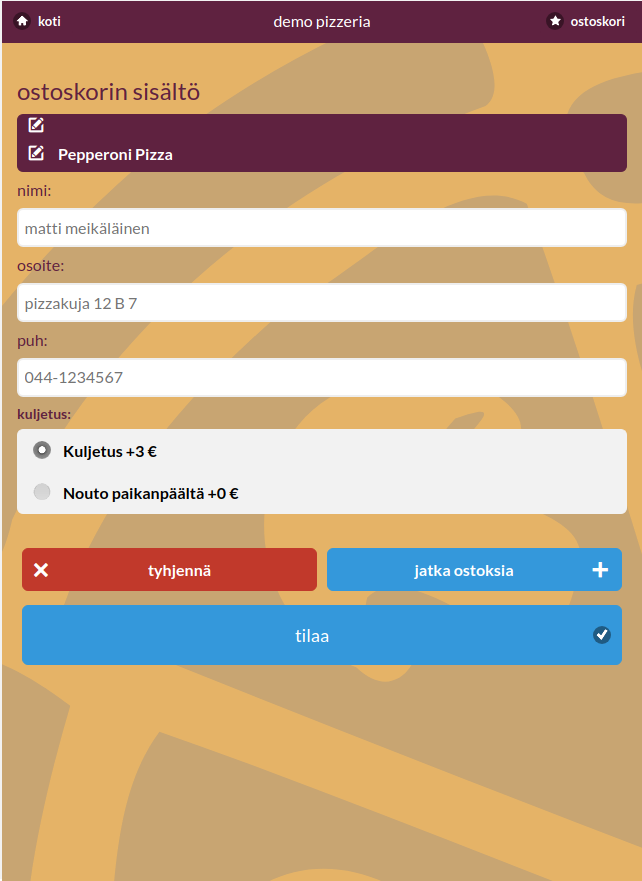 koti demo pizzeria ostoskori
ostoskorin sisältö
Pepperoni Pizza
nimi:
matti meikäläinen
osoite:
pizzakuja 12 B 7
puh:
044-1234567
kuljetus:
Kuljetus +3 €
Nouto paikanpäältä +0 €
tyhjennä jatka ostoksia
tilaa